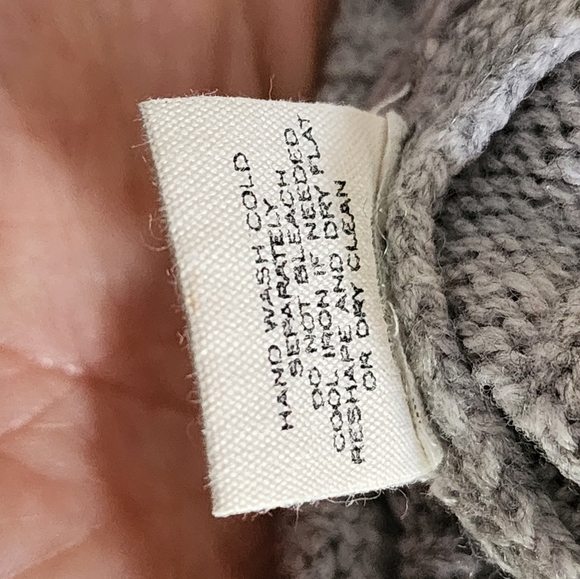 HAND WASH COLD
SEPARATELY
DO NOT BLEACH
COOL IRON IF NEEDED
RESHAPE AND DRY FLAT
OR DRY CLEAN